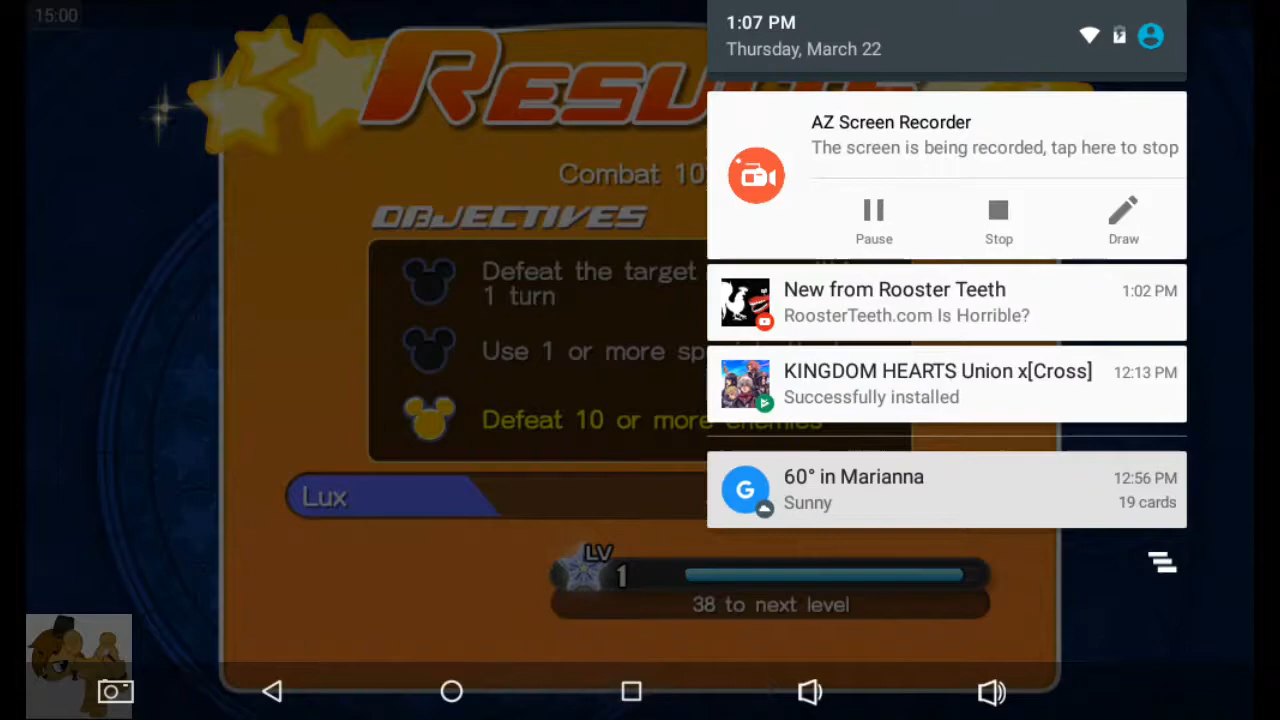 15:00
1:07 PM
Thursday, March 22
AZ Screen Recorder
The screen is being recorded, tap here to stop
Pause
Stop
Draw
New from Rooster Teeth
1:02 PM
RoosterTeeth.com Is Horrible?
KINGDOM HEARTS Union x[Cross]
12:13 PM
Successfully installed
60° in Marianna
12:56 PM
Sunny
19 cards
G
Combat
OBJECTIVES
Defeat the target
1 turn
Use 1 or more
Defeat 10 or more enemies
Lux
LV
1
38 to next level